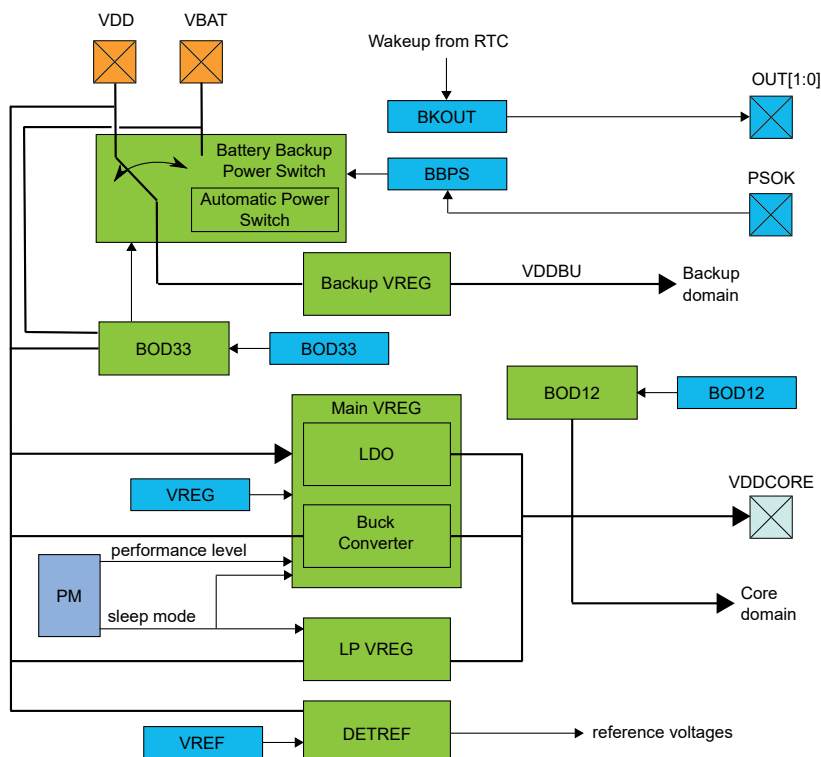 VDD
VBAT
Wakeup from RTC
OUT[1:0]
BKOUT
Battery Backup
Power Switch
Automatic Power
Switch
BBPS
PSOK
Backup VREG
VDDBU
Backup
domain
BOD33
BOD33
BOD12
BOD12
Main VREG
LDO
VREG
Buck
Converter
VDDCORE
performance level
PM
sleep mode
Core
domain
LP VREG
VREF
DETREF
reference voltages